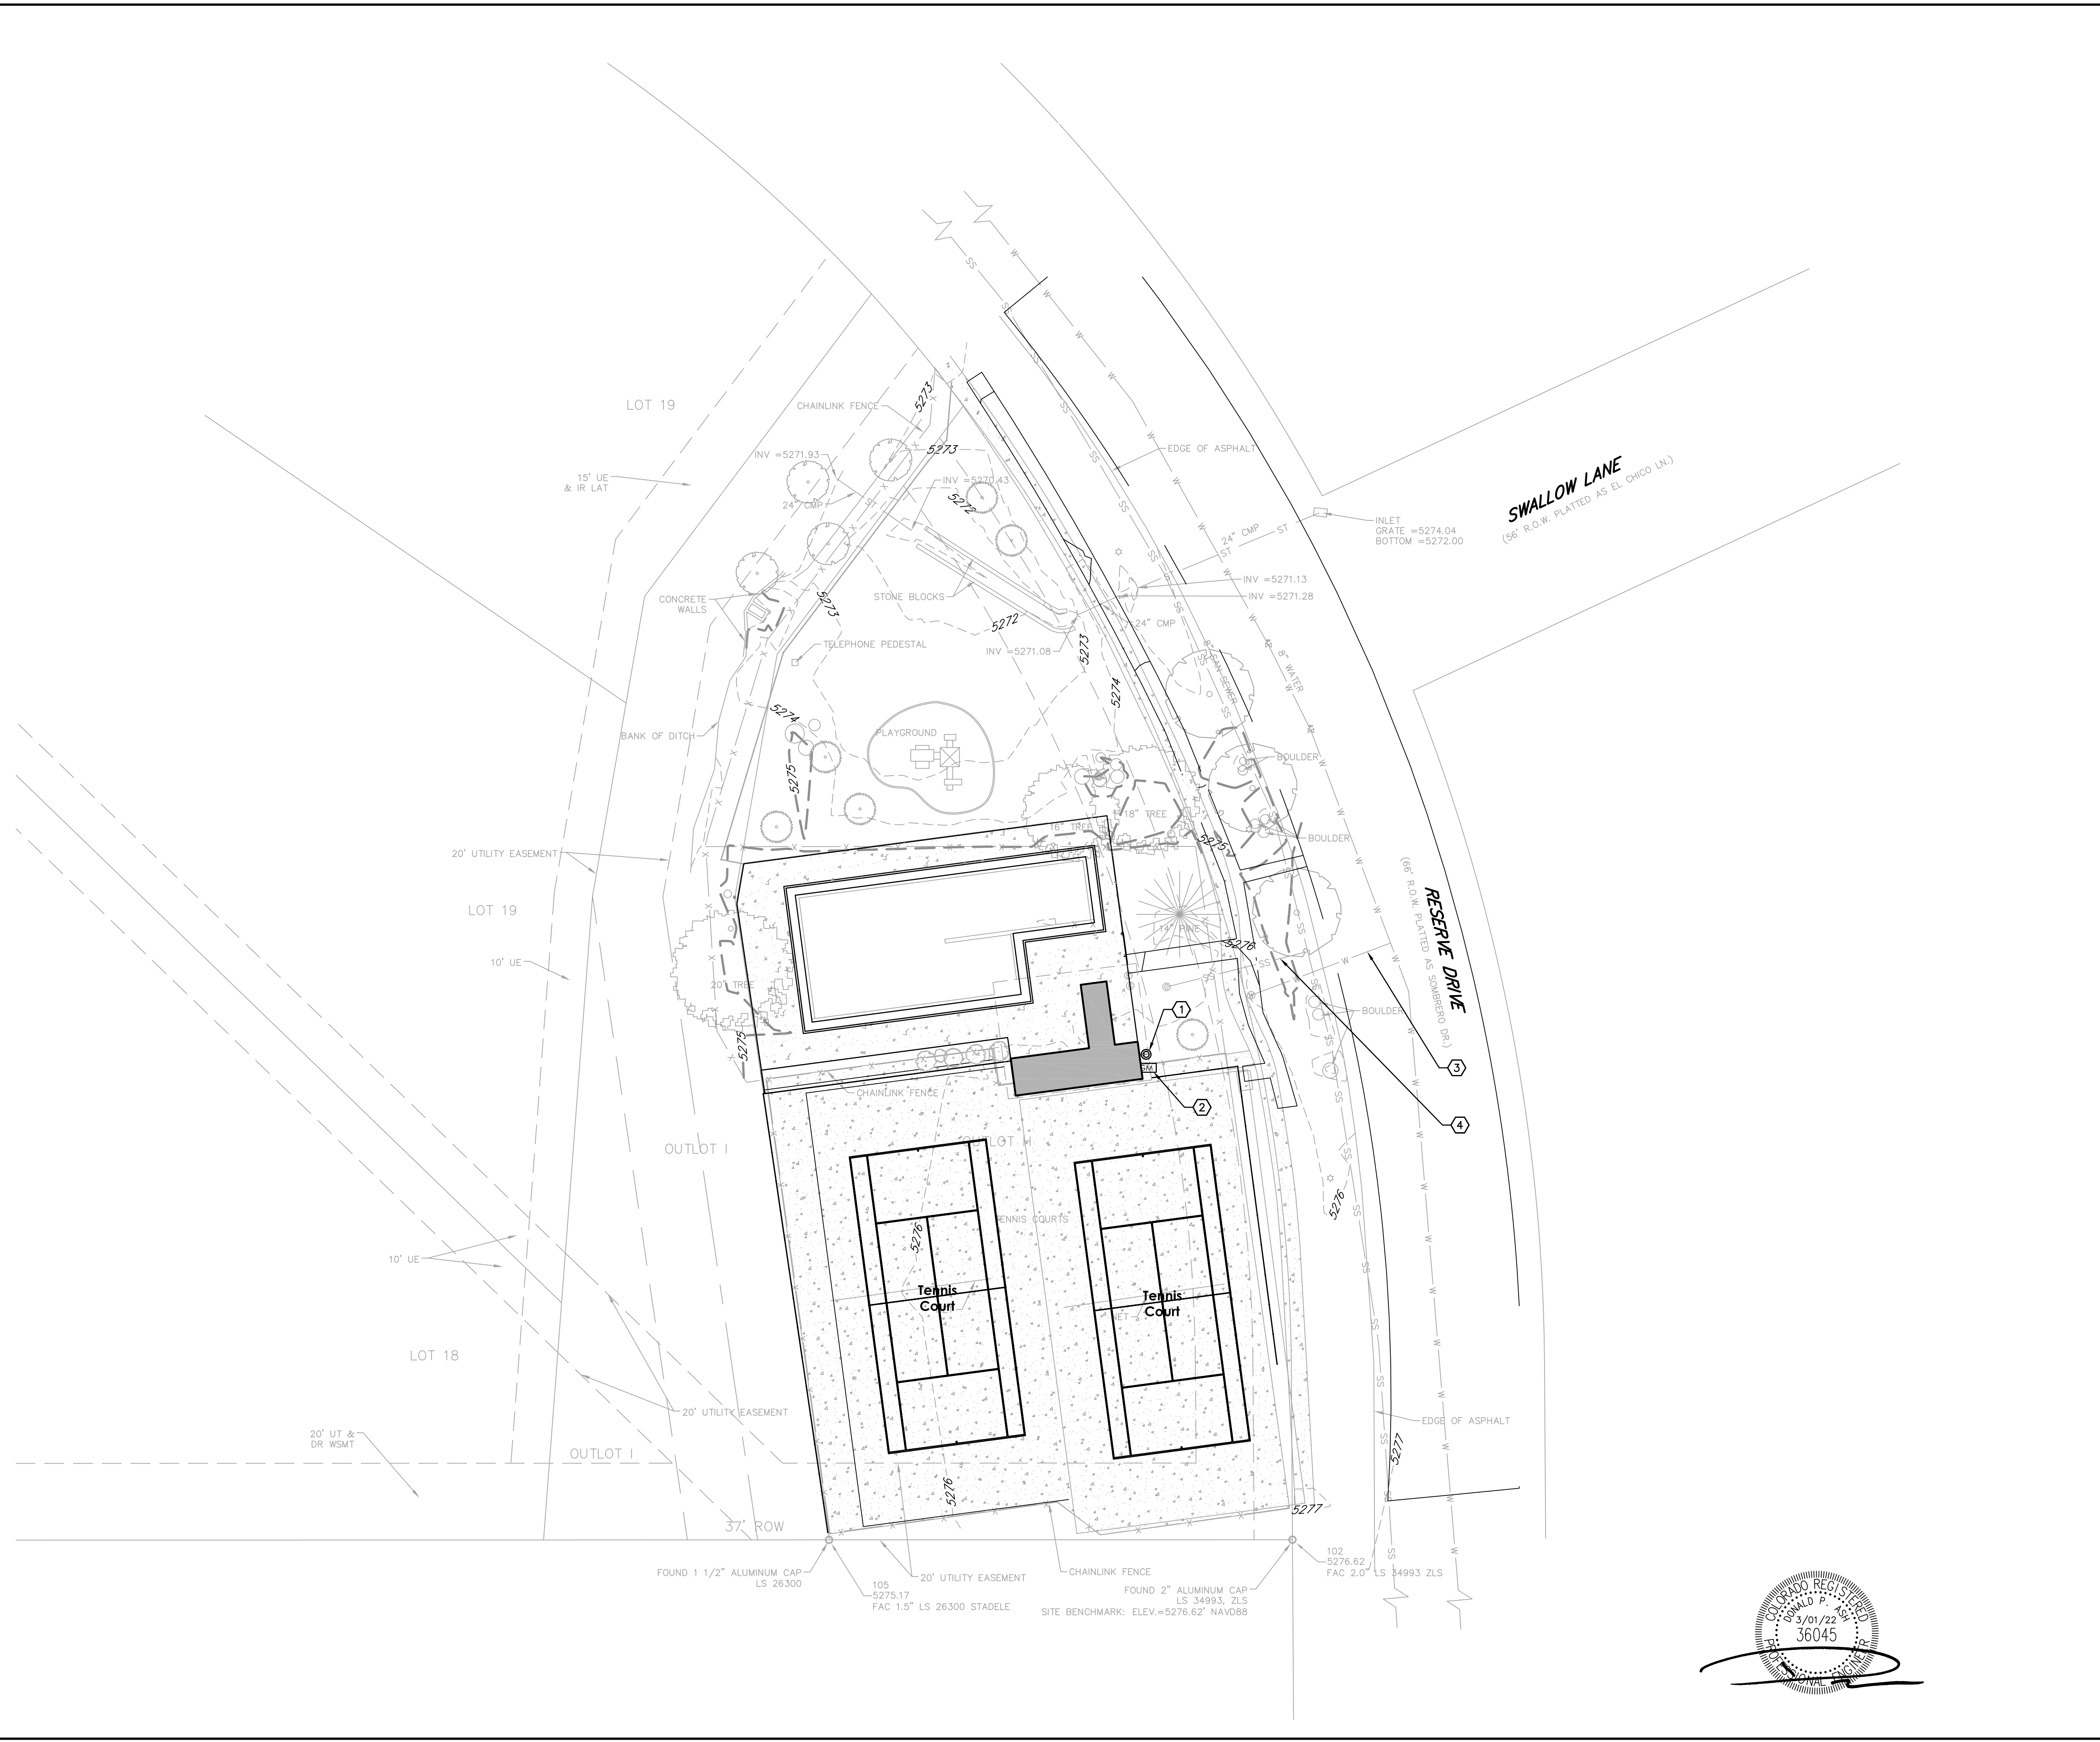 LOT 19
CHAINLINK FENCE
5273
5273
EDGE OF ASPHALT
INV =5271.93
15' UE
& IR LAT
INV =5270.43
5272
24" CMP
SWALLOW LANE
(56' R.O.W. PLATTED AS EL CHICO LN.)
INLET
GRATE =5274.04
BOTTOM =5272.00
24" CMP
ST
ST
INV =5271.13
INV =5271.28
STONE BLOCKS
CONCRETE
WALLS
5273
5272
24" CMP
TELEPHONE PEDESTAL
INV =5271.08
5273
8" SAN SEWER
8" WATER
5274
5274
BANK OF DITCH
PLAYGROUND
BOULDER
5275
16" TREE
18" TREE
BOULDER
5275
20' UTILITY EASEMENT
LOT 19
(66' R.O.W. PLATTED AS SOMBRERO DR.)
RESERVE DRIVE
14" PINE
5276
10' UE
20" TREE
BOULDER
1
5275
GM
3
2
CHAINLINK FENCE
4
OUTLOT I
OUTLOT H
5276
TENNIS COURTS
5276
10' UE
Tennis
Court
Tennis
Court
NET
LOT 18
20' UTILITY EASEMENT
EDGE OF ASPHALT
20' UT &
DR WSMT
OUTLOT I
5277
5276
5277
37' ROW
FOUND 1 1/2" ALUMINUM CAP
LS 26300
105
5275.17
FAC 1.5" LS 26300 STADELE
20' UTILITY EASEMENT
CHAINLINK FENCE
FOUND 2" ALUMINUM CAP
LS 34993, ZLS
SITE BENCHMARK: ELEV.=5276.62' NAVD88
102
5276.62
FAC 2.0" LS 34993 ZLS
COLORADO REGISTERED
DONALD P. ASH
3/01/22
36045
PROFESSIONAL ENGINEER